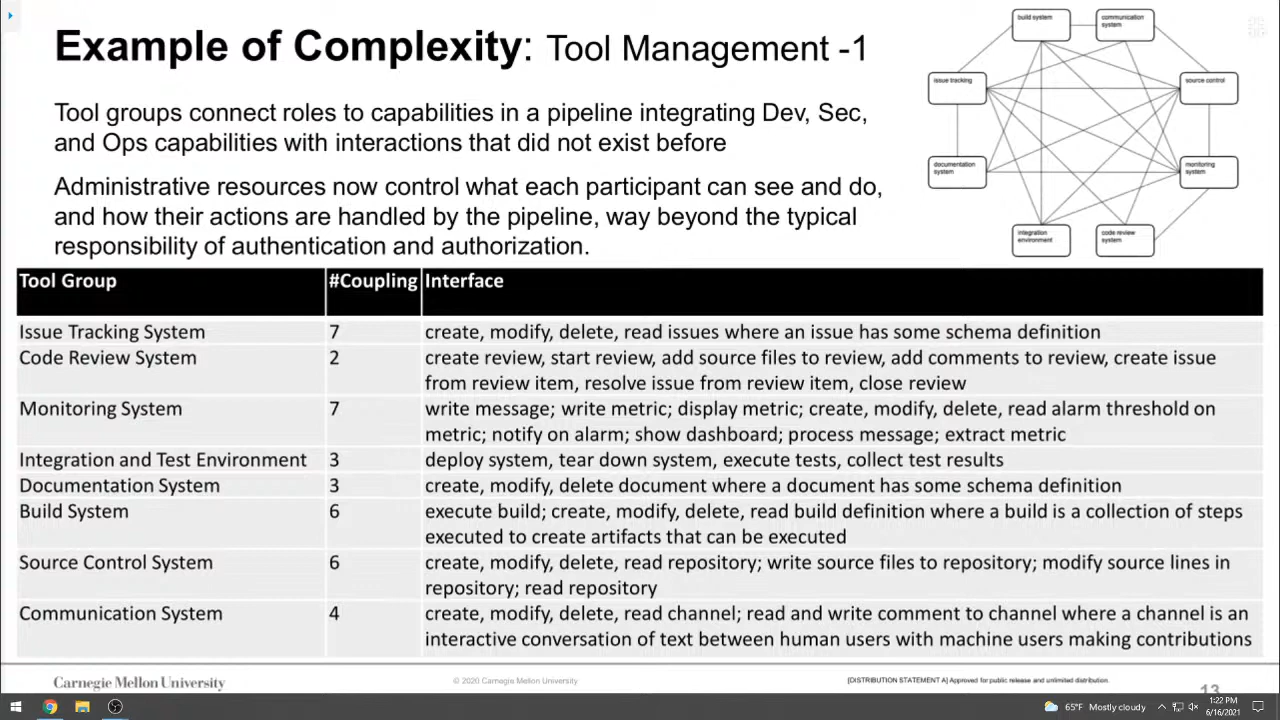 Example of Complexity: Tool Management -1
build system
communication
system
issue tracking
source control
documentation
system
monitoring
system
integration
environment
code review
system
Tool groups connect roles to capabilities in a pipeline integrating Dev, Sec,
and Ops capabilities with interactions that did not exist before
Administrative resources now control what each participant can see and do,
and how their actions are handled by the pipeline, way beyond the typical
responsibility of authentication and authorization.
Tool Group #Coupling Interface
Issue Tracking System 7 create, modify, delete, read issues where an issue has some schema definition
Code Review System 2 create review, start review, add source files to review, add comments to review, create issue
from review item, resolve issue from review item, close review
Monitoring System 7 write message; write metric; display metric; create, modify, delete, read alarm threshold on
metric; notify on alarm; show dashboard; process message; extract metric
Integration and Test Environment 3 deploy system, tear down system, execute tests, collect test results
Documentation System 3 create, modify, delete document where a document has some schema definition
Build System 6 execute build; create, modify, delete, read build definition where a build is a collection of steps
executed to create artifacts that can be executed
Source Control System 6 create, modify, delete, read repository; write source files to repository; modify source lines in
repository; read repository
Communication System 4 create, modify, delete, read channel; read and write comment to channel where a channel is an
interactive conversation of text between human users with machine users making contributions
Carnegie Mellon University
© 2020 Carnegie Mellon University
[DISTRIBUTION STATEMENT A] Approved for public release and unlimited distribution.
13
65°F Mostly cloudy
1:22 PM
6/16/2021